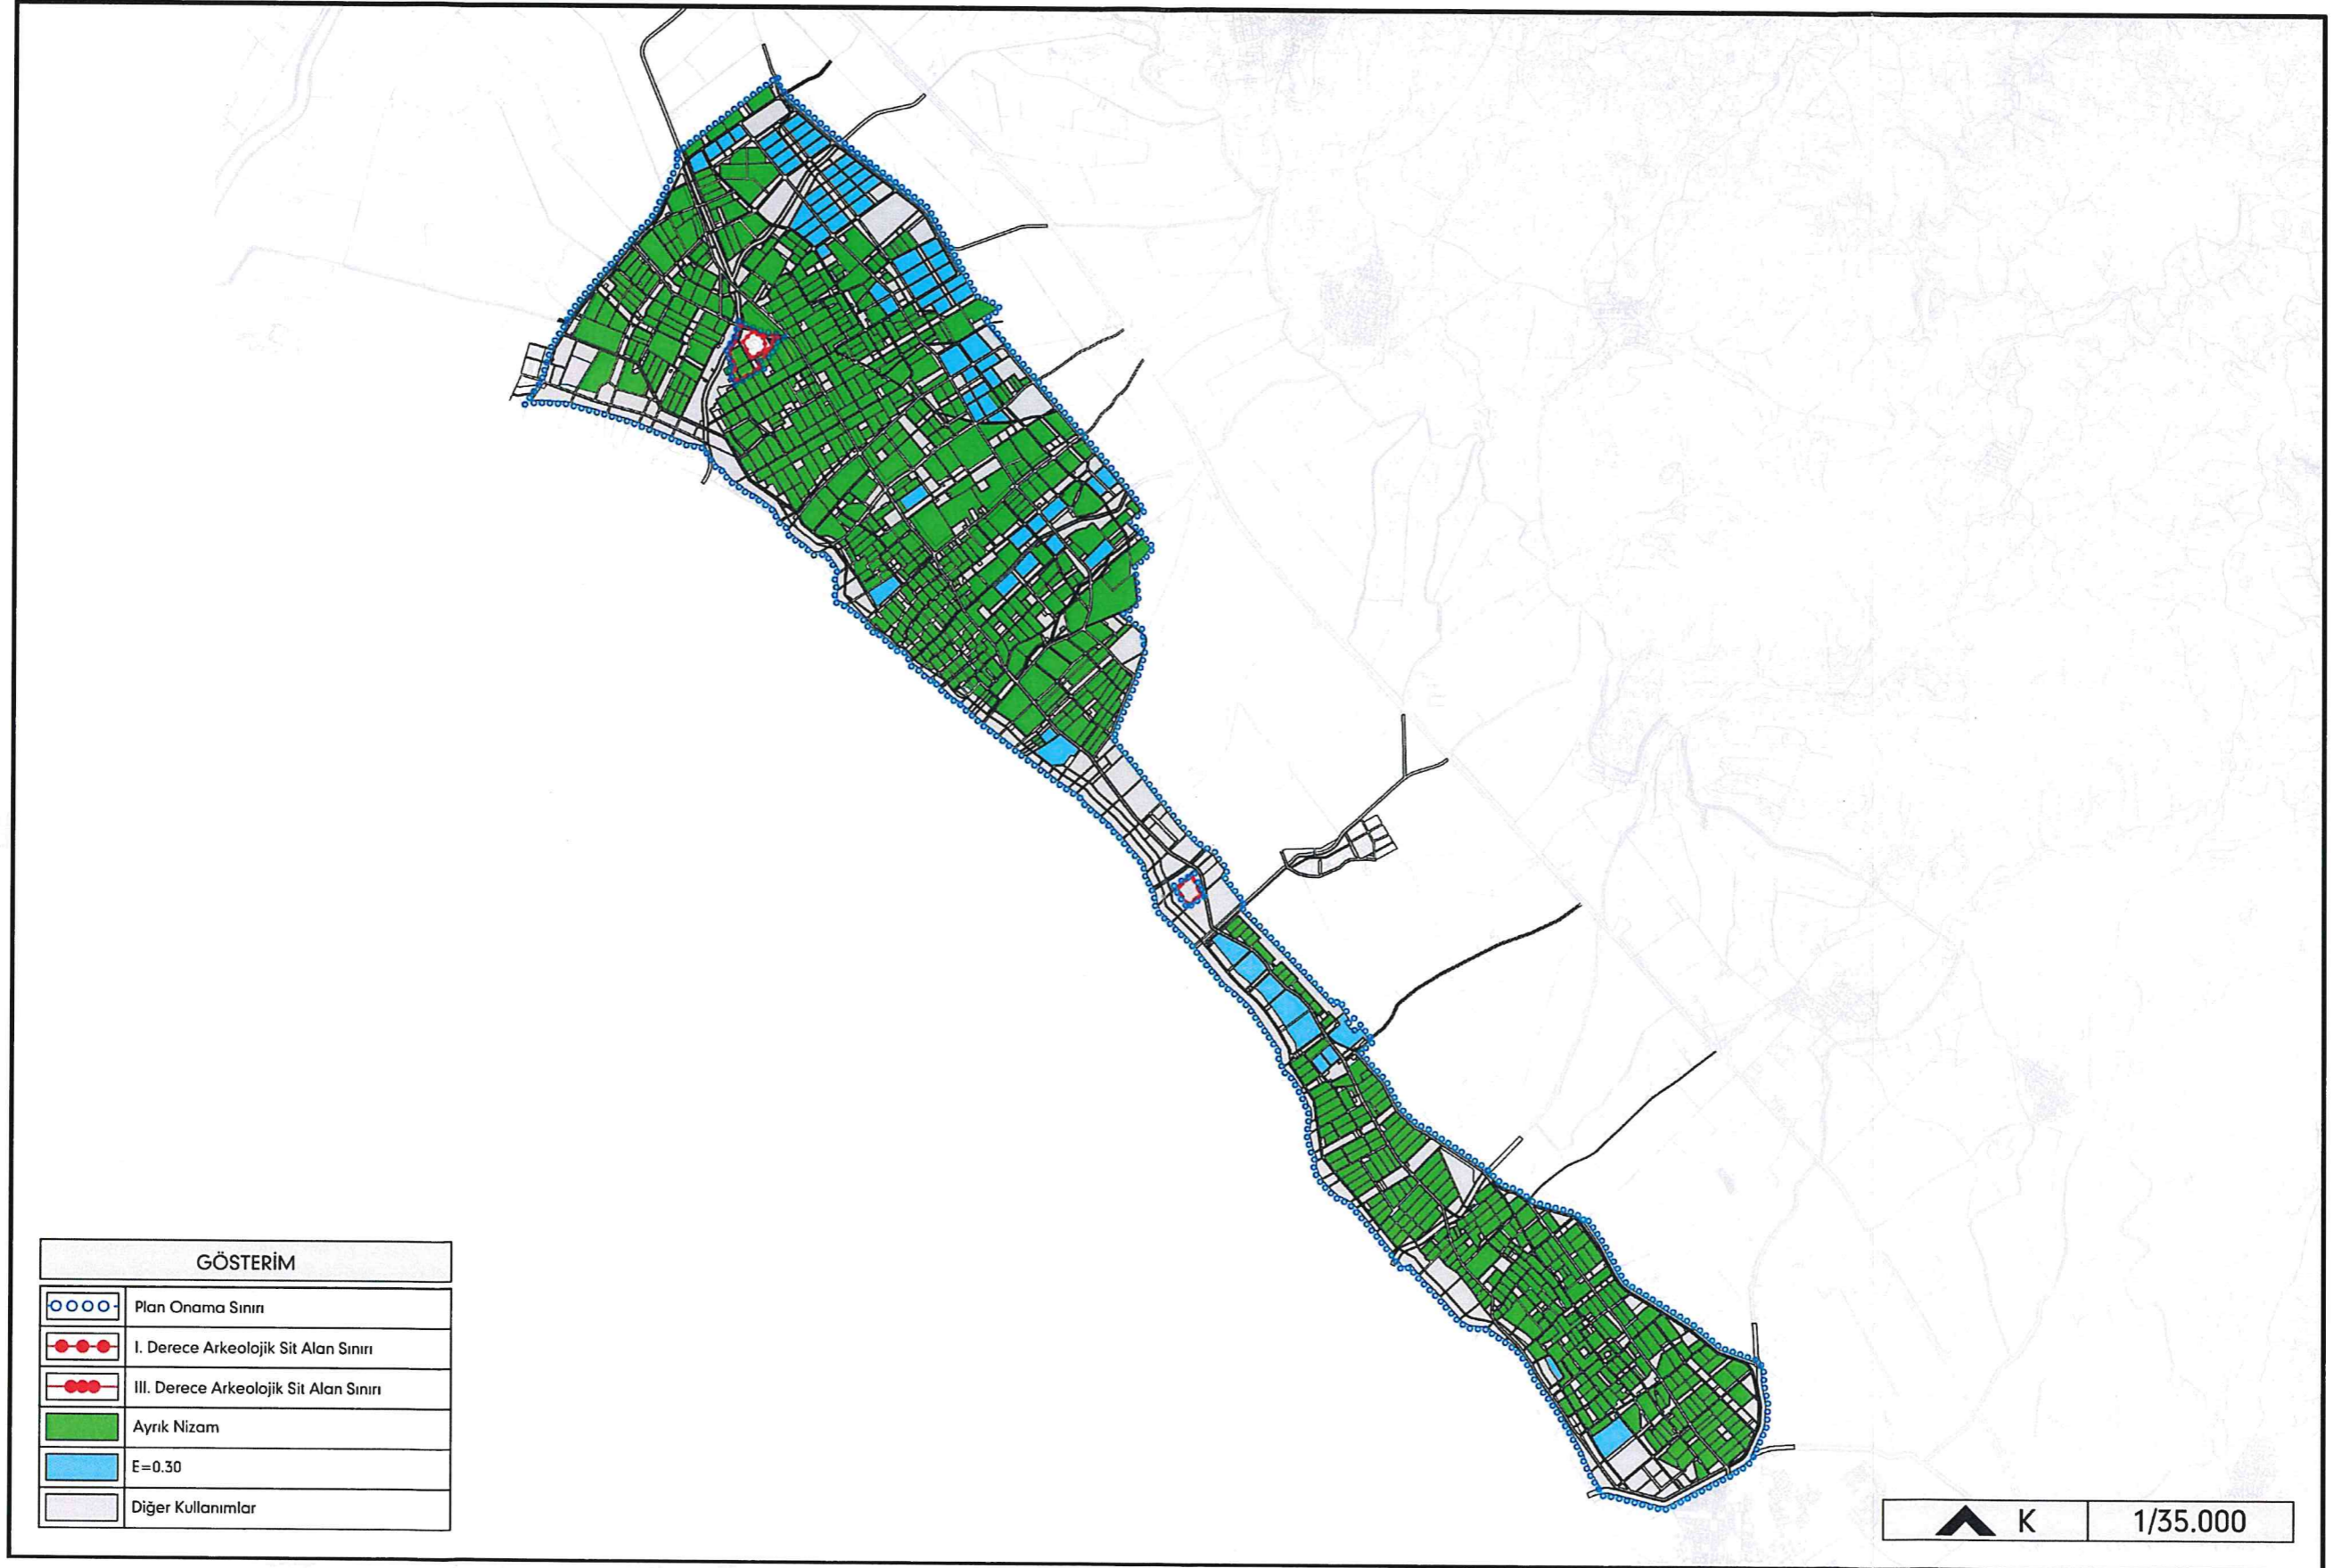 GÖSTERİM
Plan Onama Sınırı
I. Derece Arkeolojik Sit Alan Sınırı
III. Derece Arkeolojik Sit Alan Sınırı
Ayrık Nizam
E=0.30
Diğer Kullanımlar
K 1/35.000